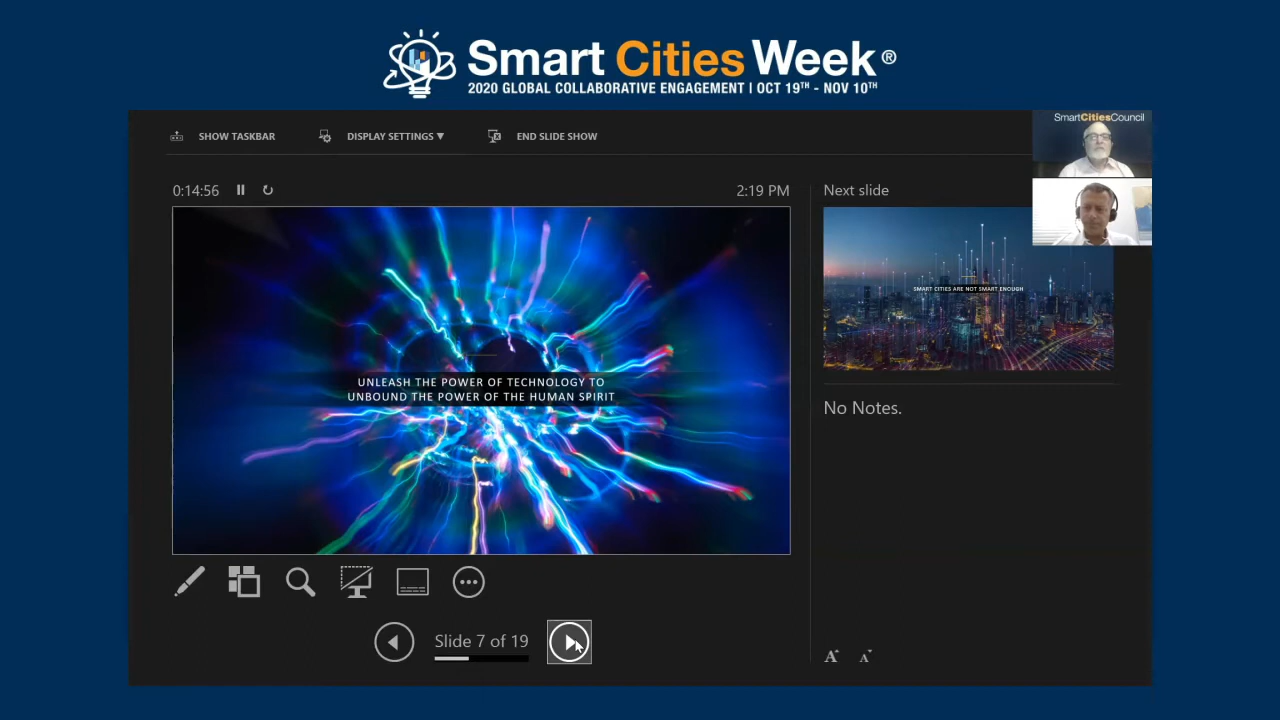 Smart Cities Week®
2020 GLOBAL COLLABORATIVE ENGAGEMENT | OCT 19TH - NOV 10TH
SHOW TASKBAR
DISPLAY SETTINGS ▼
END SLIDE SHOW
SmartCitiesCouncil
0:14:56
2:19 PM
Next slide
UNLEASH THE POWER OF TECHNOLOGY TO
UNBOUND THE POWER OF THE HUMAN SPIRIT
SMART CITIES ARE NOT SMART ENOUGH
No Notes.
Slide 7 of 19
A A